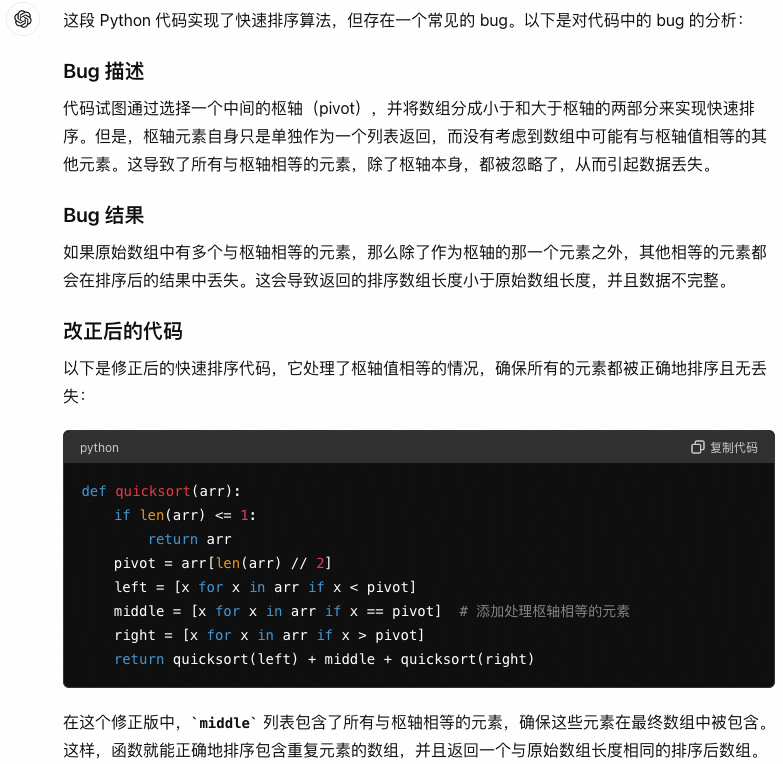 这段 Python 代码实现了快速排序算法，但存在一个常见的 bug。以下是对代码中的 bug 的分析：
Bug 描述
代码试图通过选择一个中间的枢轴（pivot），并将数组分成小于和大于枢轴的两部分来实现快速排
序。但是，枢轴元素自身只是单独作为一个列表返回，而没有考虑到数组中可能有与枢轴值相等的其
他元素。这导致了所有与枢轴相等的元素，除了枢轴本身，都被忽略了，从而引起数据丢失。
Bug 结果
如果原始数组中有多个与枢轴相等的元素，那么除了作为枢轴的那一个元素之外，其他相等的元素都
会在排序后的结果中丢失。这会导致返回的排序数组长度小于原始数组长度，并且数据不完整。
改正后的代码
以下是修正后的快速排序代码，它处理了枢轴值相等的情况，确保所有的元素都被正确地排序且无丢
失：
python 复制代码
def quicksort(arr):
    if len(arr) <= 1:
        return arr
    pivot = arr[len(arr) // 2]
    left = [x for x in arr if x < pivot]
    middle = [x for x in arr if x == pivot]  # 添加处理枢轴相等的元素
    right = [x for x in arr if x > pivot]
    return quicksort(left) + middle + quicksort(right)
在这个修正版中，`middle` 列表包含了所有与枢轴相等的元素，确保这些元素在最终数组中被包含。
这样，函数就能正确地排序包含重复元素的数组，并且返回一个与原始数组长度相同的排序后数组。